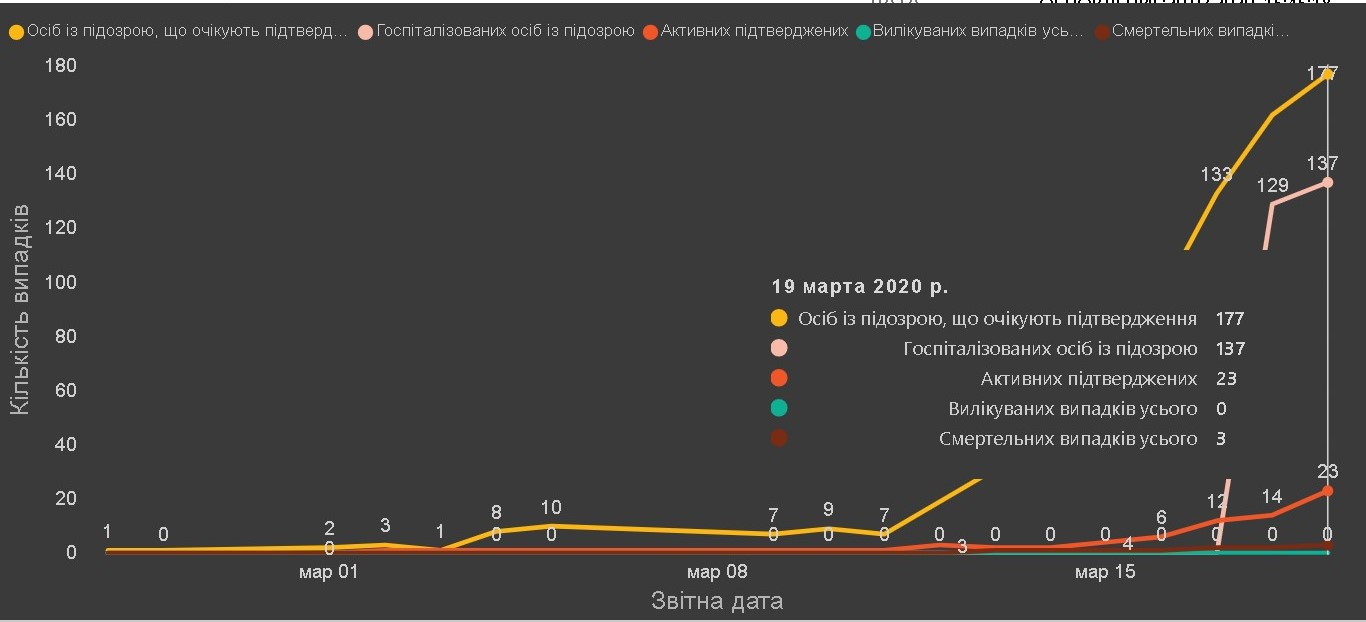 Осіб із підозрою, що очікують підтверд... Госпіталізованих осіб із підозрою Активних підтверджених Вилікуваних випадків усь... Смертельних випадкі...
180
160
140
120
100
80
60
40
20
0
Кількість випадків
177
137
133
129
19 марта 2020 р.
Осіб із підозрою, що очікують підтвердження 177
Госпіталізованих осіб із підозрою 137
Активних підтверджених 23
Вилікуваних випадків усього 0
Смертельних випадків усього 3
23
1 0 2 3 1 8 10 7 9 7 0 0 0 0 6 12 14
0 0 0 0 0 0 3 4 0 0 0 0
мар 01 мар 08 мар 15
Звітна дата